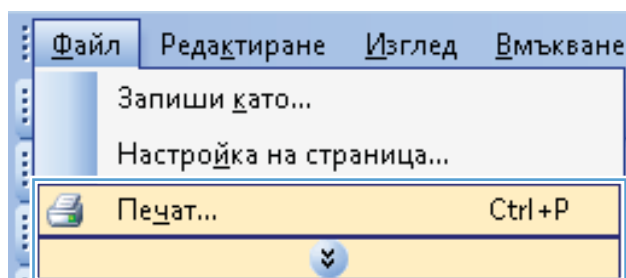 Файл Редактиране Изглед Вмъкване
Запиши като...
Настройка на страница...
Печат... Ctrl+P